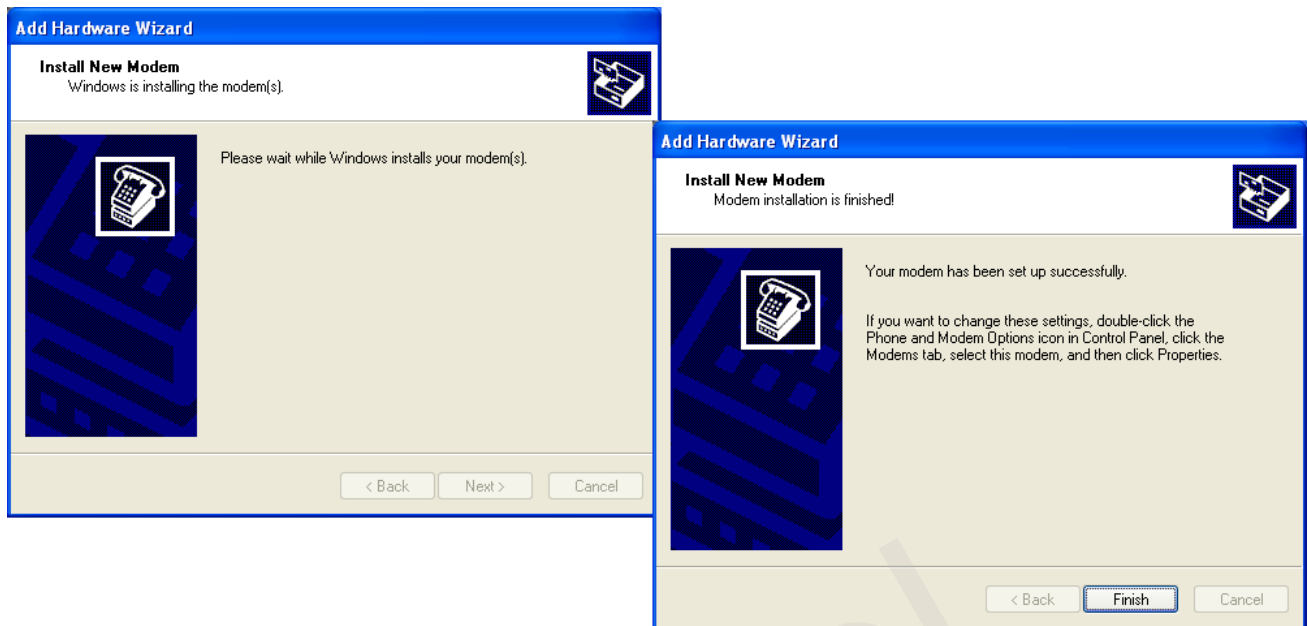 Add Hardware Wizard
Install New Modem
Windows is installing the modem(s).
Please wait while Windows installs your modem(s).
< Back
Next >
Cancel
Add Hardware Wizard
Install New Modem
Modem installation is finished!
Your modem has been set up successfully.
If you want to change these settings, double-click the
Phone and Modem Options icon in Control Panel, click the
Modems tab, select this modem, and then click Properties.
< Back
Finish
Cancel